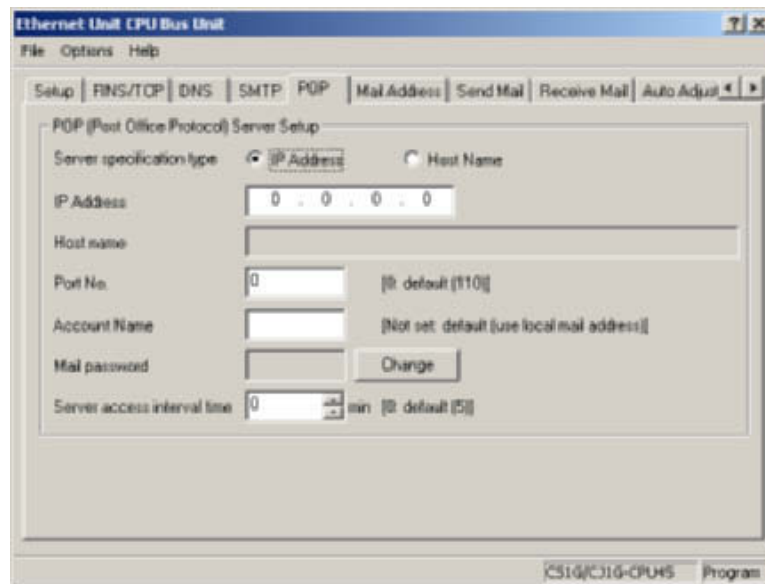 Ethernet Unit CPU Bus Unit
File Options Help
Setup FINS/TCP DNS SMTP POP Mail Address Send Mail Receive Mail Auto Adjust
POP (Post Office Protocol) Server Setup
Server specification type IP Address Host Name
IP Address 0 . 0 . 0 . 0
Host name
Port No. 0 [0: default (110)]
Account Name [Not set: default (use local mail address)]
Mail password Change
Server access interval time 0 min [0: default (5)]
CS1G/CJ1G-CPU45 Program